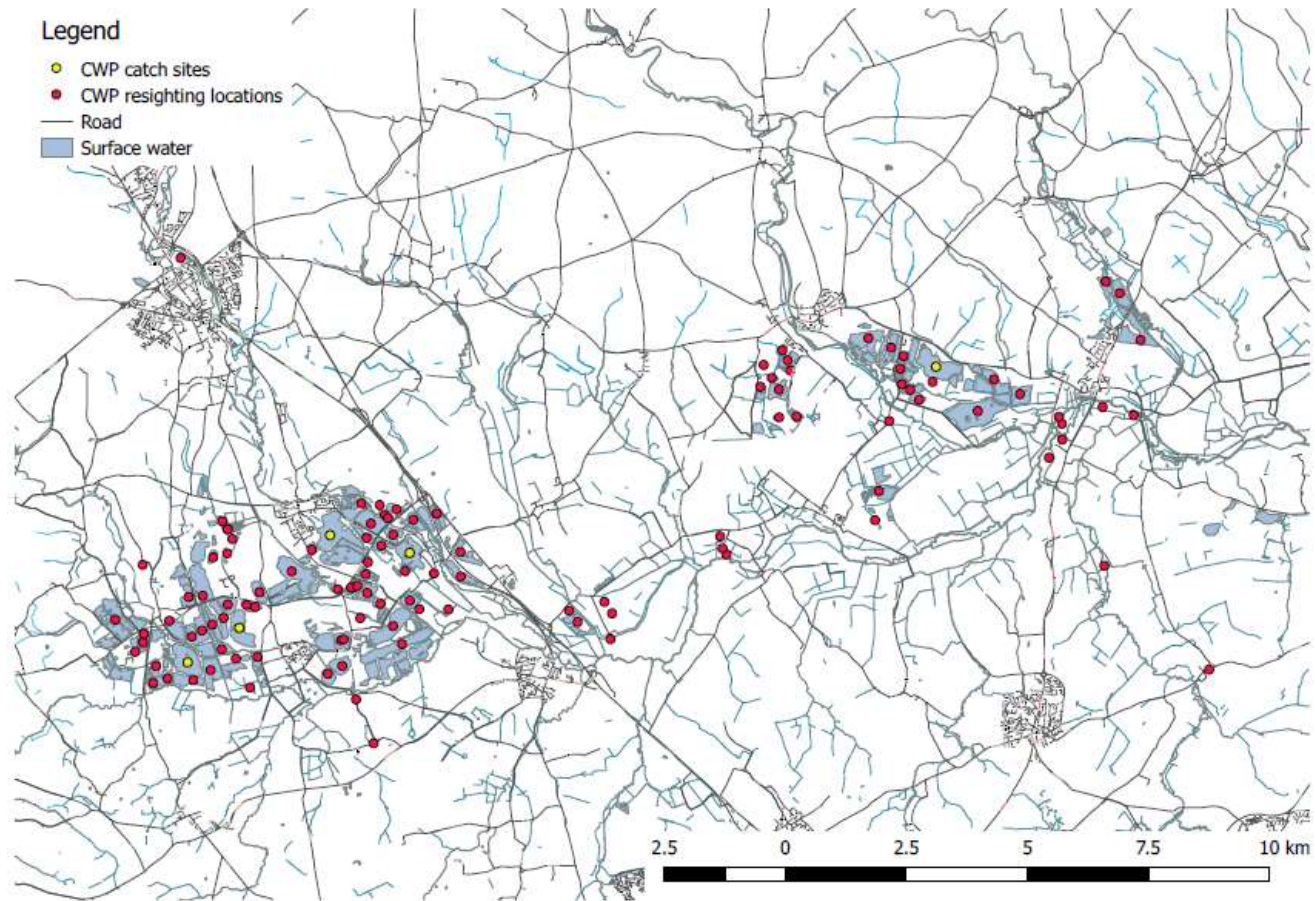 Legend
CWP catch sites
CWP resighting locations
Road
Surface water
2.5 0 2.5 5 7.5 10 km